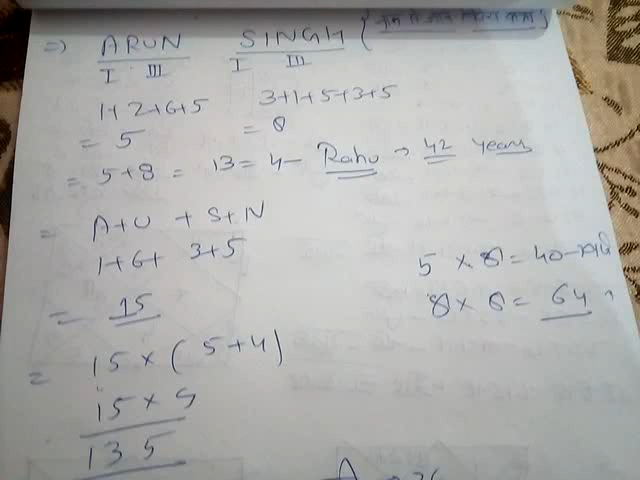 ⇒ ARUN SINGH {
I III I III
1+2+6+5 3+1+5+3+5
= 5 = 8
= 5+8 = 13 = 4 - Rahu → 42 years
= A+U + S+N
1+6+ 3+5
= 15
5 × 8 = 40 -
8 × 8 = 64
= 15 × ( 5+4)
15 × 9
135